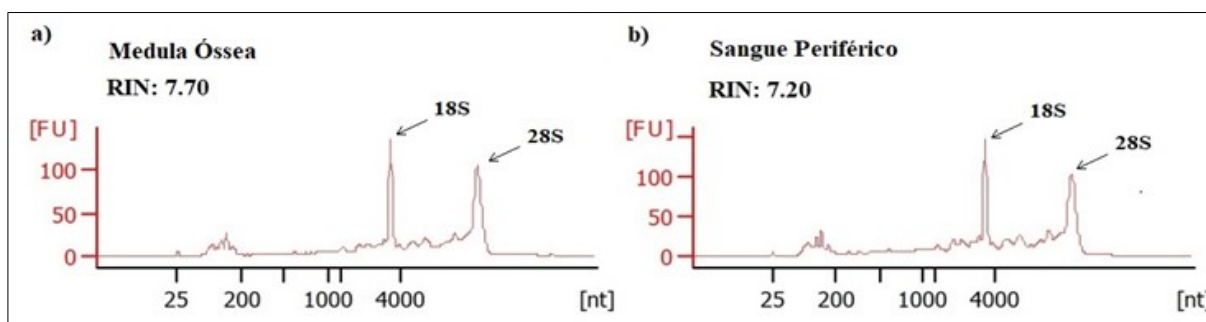 a)
Medula Óssea
RIN: 7.70
18S
28S
[FU]
100
50
0
25 200 1000 4000 [nt]
b)
Sangue Periférico
RIN: 7.20
18S
28S
[FU]
100
50
0
25 200 1000 4000 [nt]